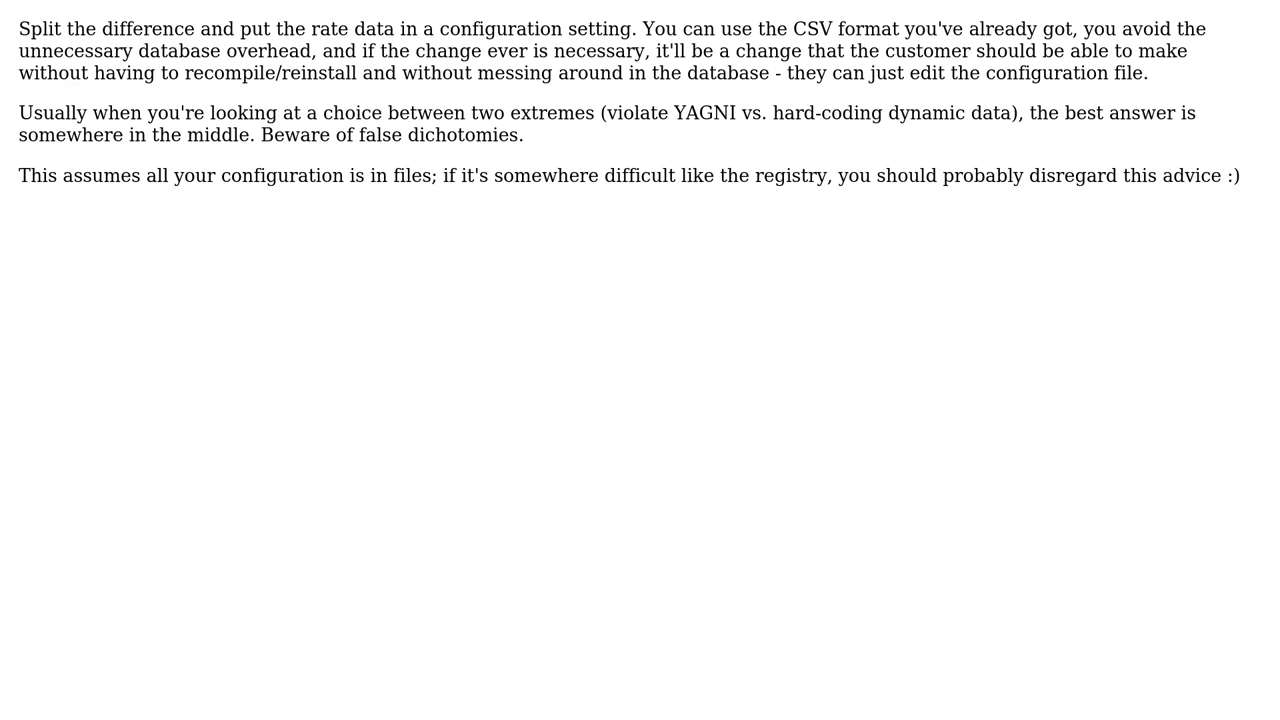 Split the difference and put the rate data in a configuration setting. You can use the CSV format you've already got, you avoid the
unnecessary database overhead, and if the change ever is necessary, it'll be a change that the customer should be able to make
without having to recompile/reinstall and without messing around in the database - they can just edit the configuration file.
Usually when you're looking at a choice between two extremes (violate YAGNI vs. hard-coding dynamic data), the best answer is
somewhere in the middle. Beware of false dichotomies.
This assumes all your configuration is in files; if it's somewhere difficult like the registry, you should probably disregard this advice :)